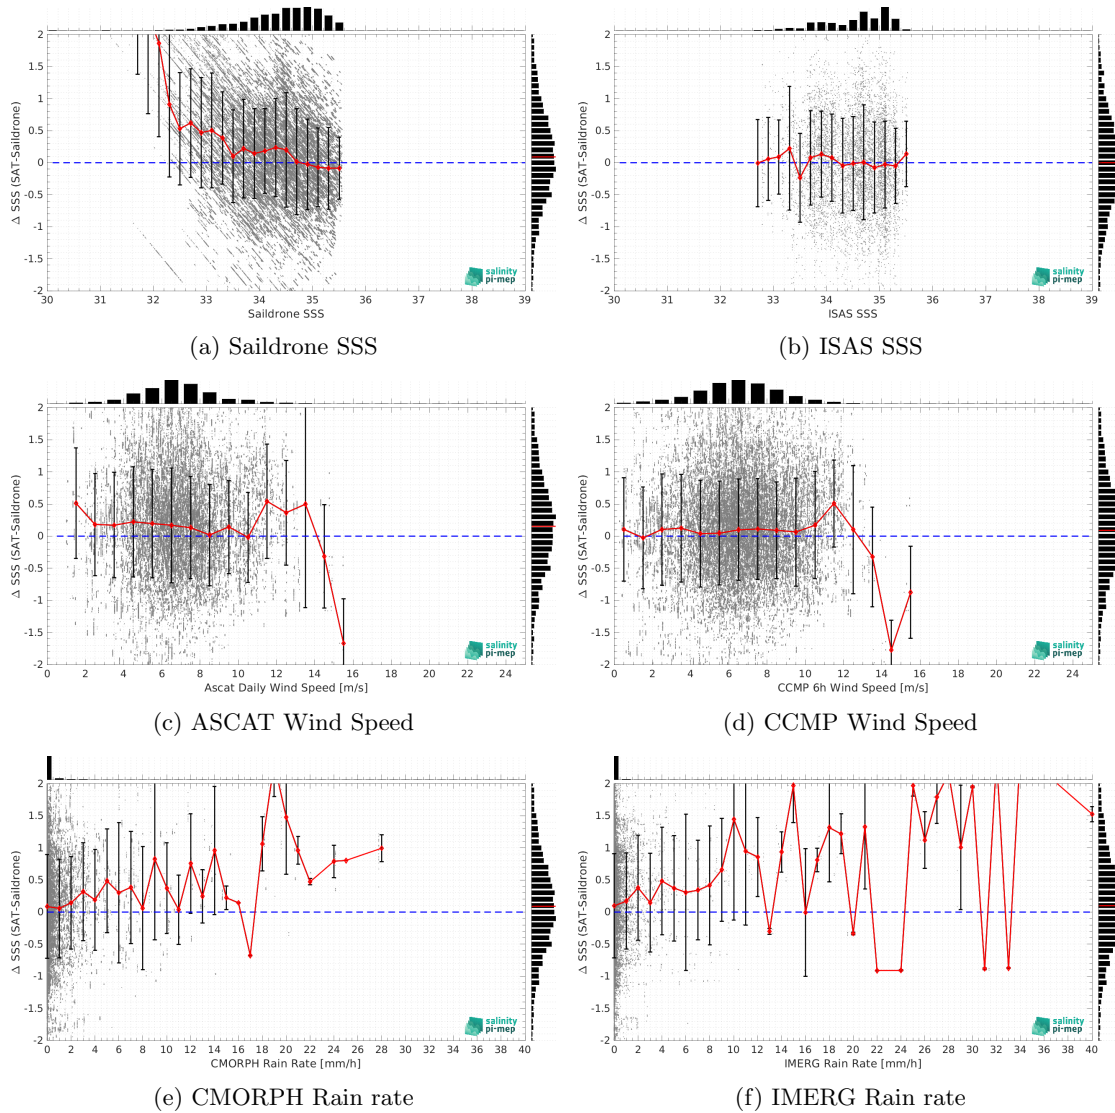 2
1.5
1
0.5
0
-0.5
-1
-1.5
-2
Δ SSS (SAT-Saildrone)
30 31 32 33 34 35 36 37 38 39
Saildrone SSS
salinity
pi-mep
(a) Saildrone SSS
2
1.5
1
0.5
0
-0.5
-1
-1.5
-2
Δ SSS (SAT-Saildrone)
30 31 32 33 34 35 36 37 38 39
ISAS SSS
salinity
pi-mep
(b) ISAS SSS
2
1.5
1
0.5
0
-0.5
-1
-1.5
-2
Δ SSS (SAT-Saildrone)
0 2 4 6 8 10 12 14 16 18 20 22 24
Ascat Daily Wind Speed [m/s]
salinity
pi-mep
(c) ASCAT Wind Speed
2
1.5
1
0.5
0
-0.5
-1
-1.5
-2
Δ SSS (SAT-Saildrone)
0 2 4 6 8 10 12 14 16 18 20 22 24
CCMP 6h Wind Speed [m/s]
salinity
pi-mep
(d) CCMP Wind Speed
2
1.5
1
0.5
0
-0.5
-1
-1.5
-2
Δ SSS (SAT-Saildrone)
0 2 4 6 8 10 12 14 16 18 20 22 24 26 28 30 32 34 36 38 40
CMORPH Rain Rate [mm/h]
salinity
pi-mep
(e) CMORPH Rain rate
2
1.5
1
0.5
0
-0.5
-1
-1.5
-2
Δ SSS (SAT-Saildrone)
0 2 4 6 8 10 12 14 16 18 20 22 24 26 28 30 32 34 36 38 40
IMERG Rain Rate [mm/h]
salinity
pi-mep
(f) IMERG Rain rate